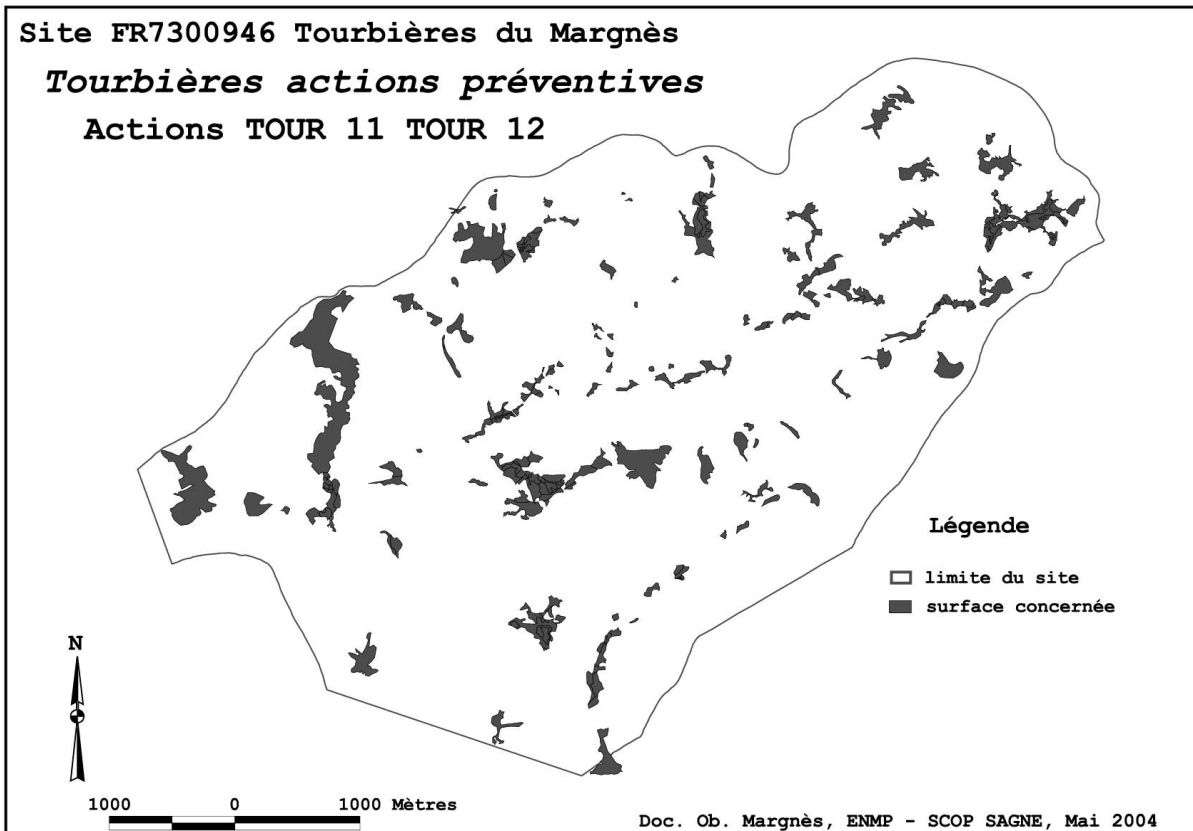 Site FR7300946 Tourbières du Margnès
Tourbières actions préventives
Actions TOUR 11 TOUR 12
Légende
limite du site
surface concernée
N
1000 0 1000 Mètres
Doc. Ob. Margnès, ENMP - SCOP SAGNE, Mai 2004